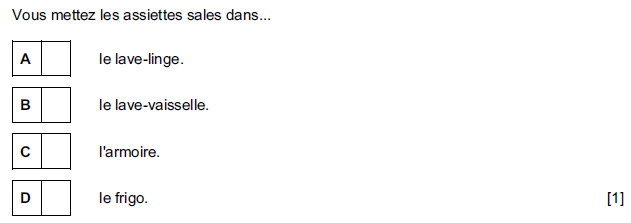 Vous mettez les assiettes sales dans...
A le lave-linge.
B le lave-vaisselle.
C l'armoire.
D le frigo. [1]